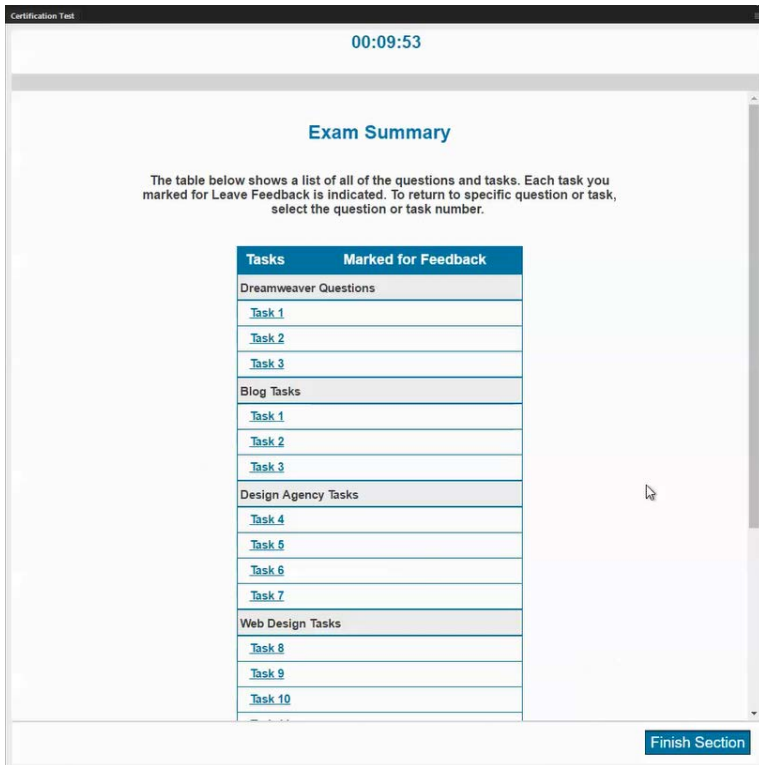 Certification Test
00:09:53
Exam Summary
The table below shows a list of all of the questions and tasks. Each task you
marked for Leave Feedback is indicated. To return to specific question or task,
select the question or task number.
Tasks Marked for Feedback
Dreamweaver Questions
Task 1
Task 2
Task 3
Blog Tasks
Task 1
Task 2
Task 3
Design Agency Tasks
Task 4
Task 5
Task 6
Task 7
Web Design Tasks
Task 8
Task 9
Task 10
Finish Section